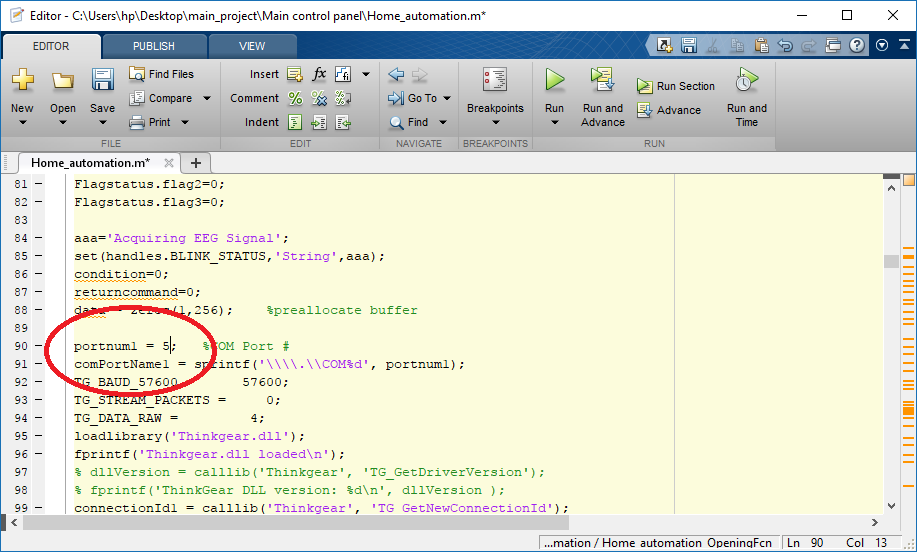 Editor - C:\Users\hp\Desktop\main_project\Main control panel\Home_automation.m*
EDITOR PUBLISH VIEW
New Open Save Find Files Compare Print Insert fx Comment Indent Go To Find Breakpoints Run Run and Advance Run Section Advance Run and Time
FILE EDIT NAVIGATE BREAKPOINTS RUN
Home_automation.m* × +
81 – Flagstatus.flag2=0;
82 – Flagstatus.flag3=0;
83
84 – aaa='Acquiring EEG Signal';
85 – set(handles.BLINK_STATUS,'String',aaa);
86 – condition=0;
87 – returncommand=0;
88 – data = zeros(1,256); %preallocate buffer
89
90 – portnum1 = 5; %COM Port #
91 – comPortName1 = sprintf('\\\\.\\COM%d', portnum1);
92 – TG_BAUD_57600 57600;
93 – TG_STREAM_PACKETS = 0;
94 – TG_DATA_RAW = 4;
95 – loadlibrary('Thinkgear.dll');
96 – fprintf('Thinkgear.dll loaded\n');
97 % dllVersion = calllib('Thinkgear', 'TG_GetDriverVersion');
98 % fprintf('ThinkGear DLL version: %d\n', dllVersion );
99 – connectionId1 = calllib('Thinkgear', 'TG_GetNewConnectionId');
...mation / Home_automation_OpeningFcn Ln 90 Col 13